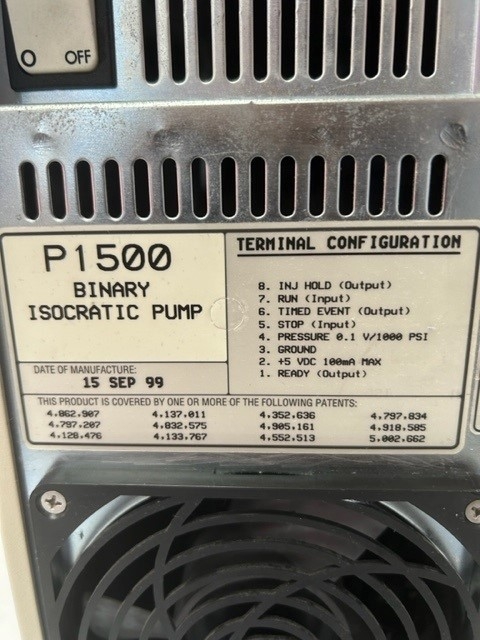 O OFF
P1500
BINARY
ISOCRATIC PUMP
DATE OF MANUFACTURE:
15 SEP 99
TERMINAL CONFIGURATION
8. INJ HOLD (Output)
7. RUN (Input)
6. TIMED EVENT (Output)
5. STOP (Input)
4. PRESSURE 0.1 V/1000 PSI
3. GROUND
2. +5 VDC 100mA MAX
1. READY (Output)
THIS PRODUCT IS COVERED BY ONE OR MORE OF THE FOLLOWING PATENTS:
4,862,907 4,137,011 4,352,636 4,797,834
4,797,207 4,832,575 4,905,161 4,918,585
4,128,476 4,133,767 4,552,513 5,002,662